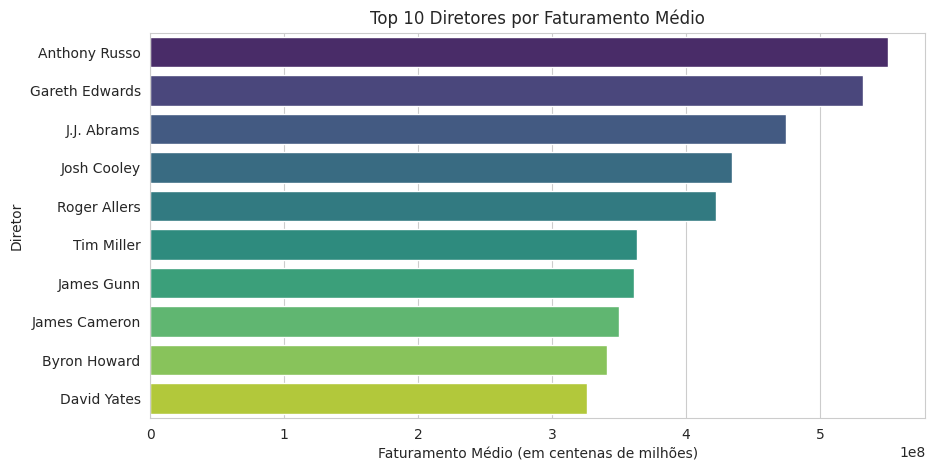 Top 10 Diretores por Faturamento Médio
Diretor
Anthony Russo
Gareth Edwards
J.J. Abrams
Josh Cooley
Roger Allers
Tim Miller
James Gunn
James Cameron
Byron Howard
David Yates
0 1 2 3 4 5
1e8
Faturamento Médio (em centenas de milhões)